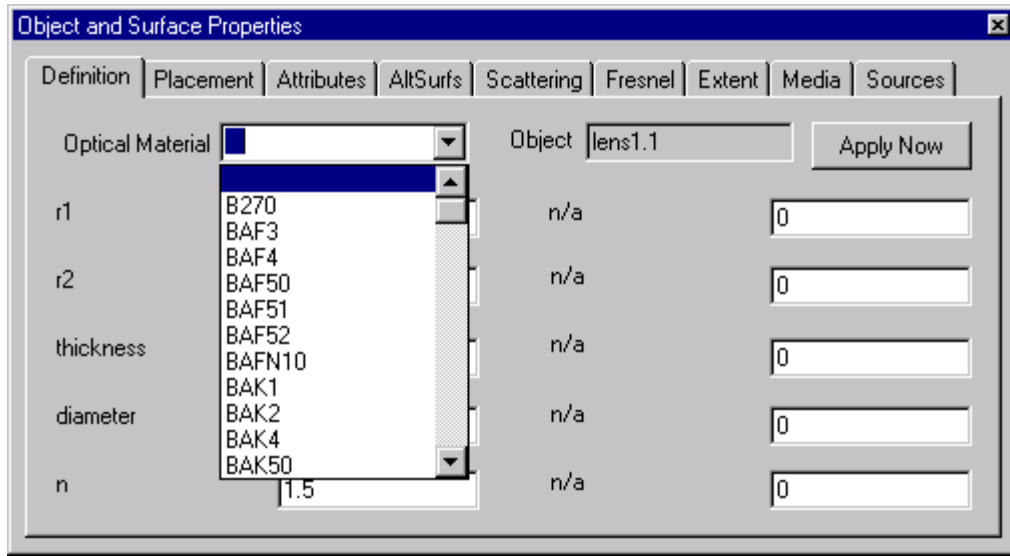 Object and Surface Properties
Definition Placement Attributes AltSurfs Scattering Fresnel Extent Media Sources
Optical Material Object lens1.1 Apply Now
B270
r1 n/a 0
BAF3
BAF4
r2 BAF50 n/a 0
BAF51
BAF52
thickness BAFN10 n/a 0
BAK1
diameter BAK2 n/a 0
BAK4
BAK50
n 1.5 n/a 0